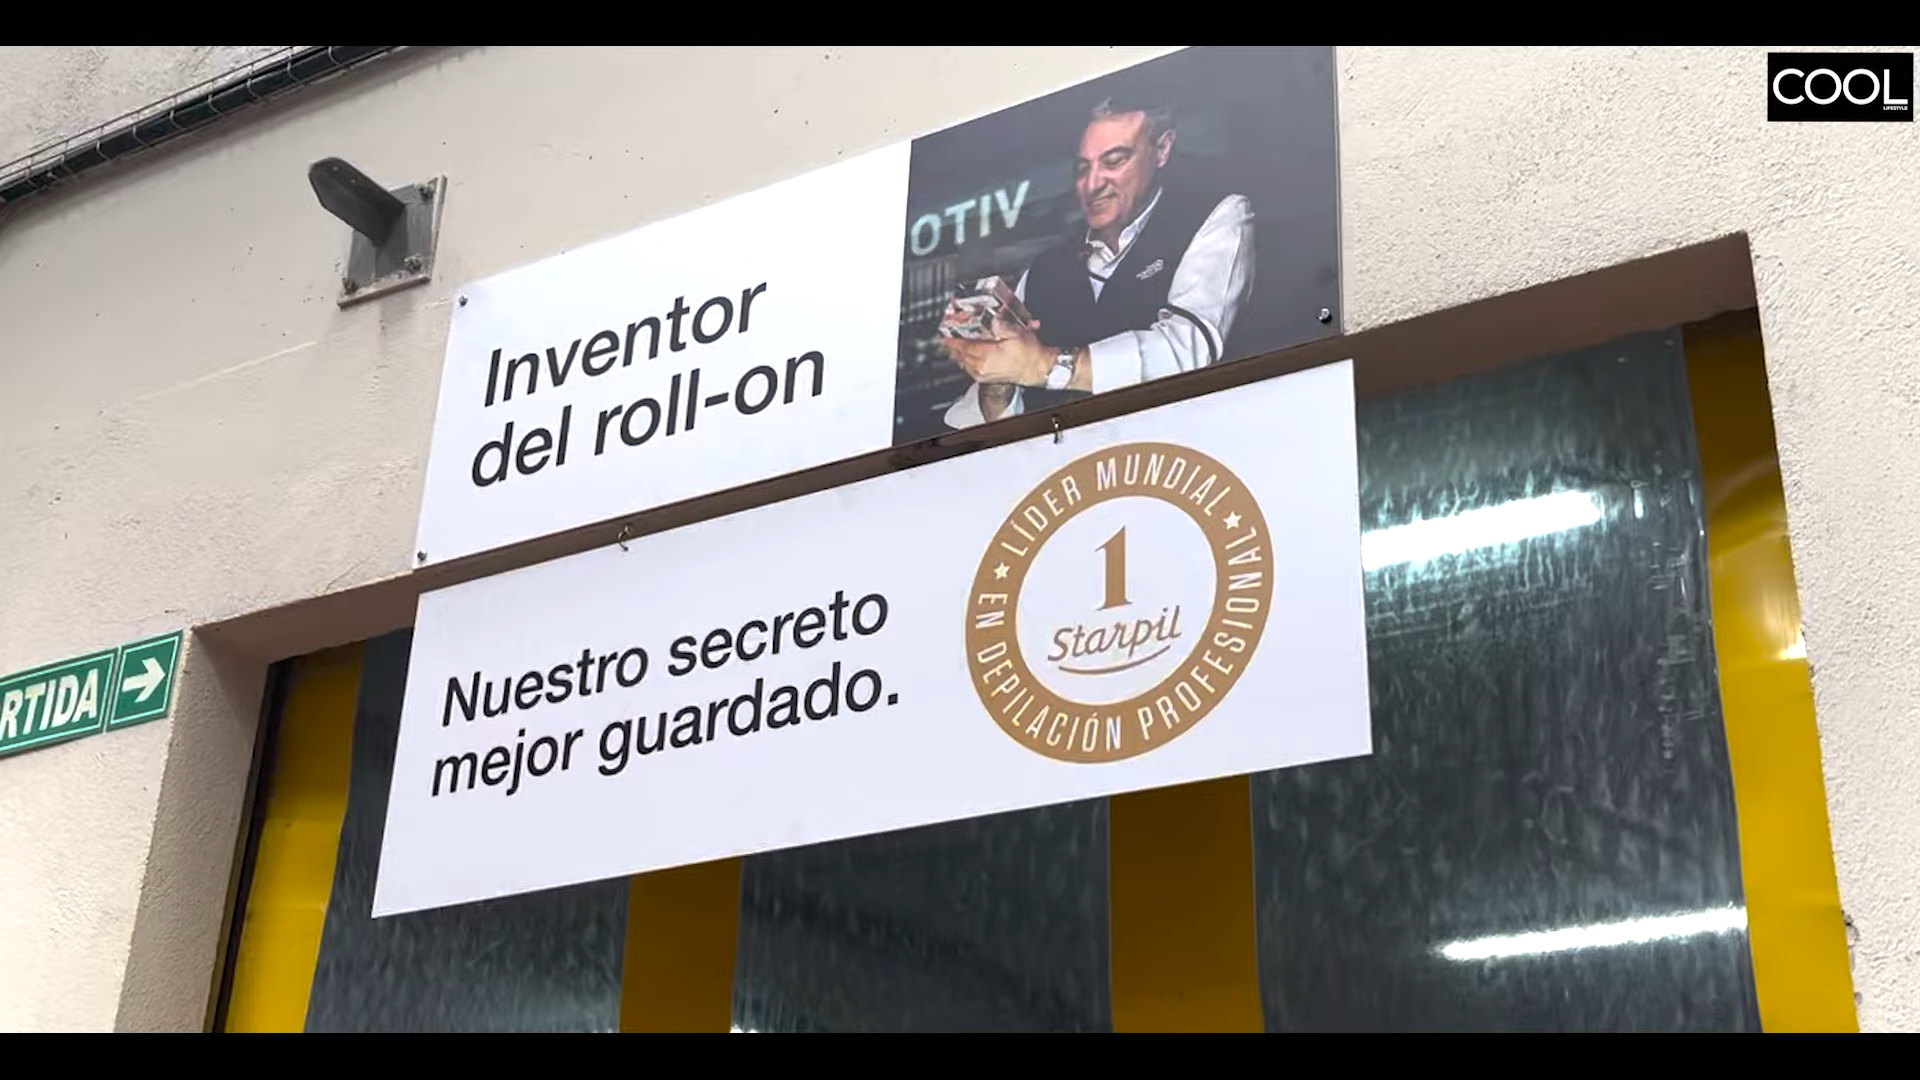 COOL
LIFESTYLE
OTIV
Inventor
del roll-on
LÍDER MUNDIAL
EN DEPILACIÓN PROFESIONAL
1
Starpil
Nuestro secreto
mejor guardado.
RTIDA